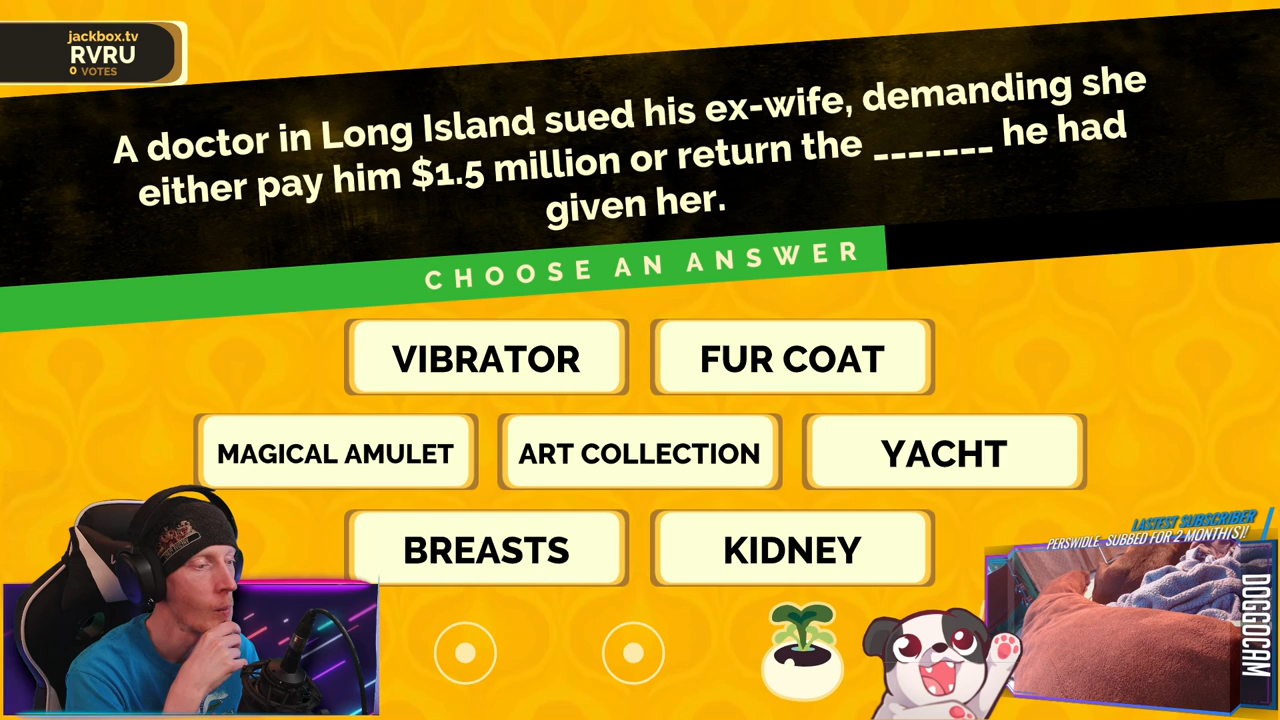 jackbox.tv
RVRU
0 VOTES
A doctor in Long Island sued his ex-wife, demanding she
either pay him $1.5 million or return the _______ he had
given her.
CHOOSE AN ANSWER
VIBRATOR
FUR COAT
MAGICAL AMULET
ART COLLECTION
YACHT
BREASTS
KIDNEY
LASTEST SUBSCRIBER
PERSWIDLE_ SUBBED FOR 2 MONTH(S)!
DOGGOCAM